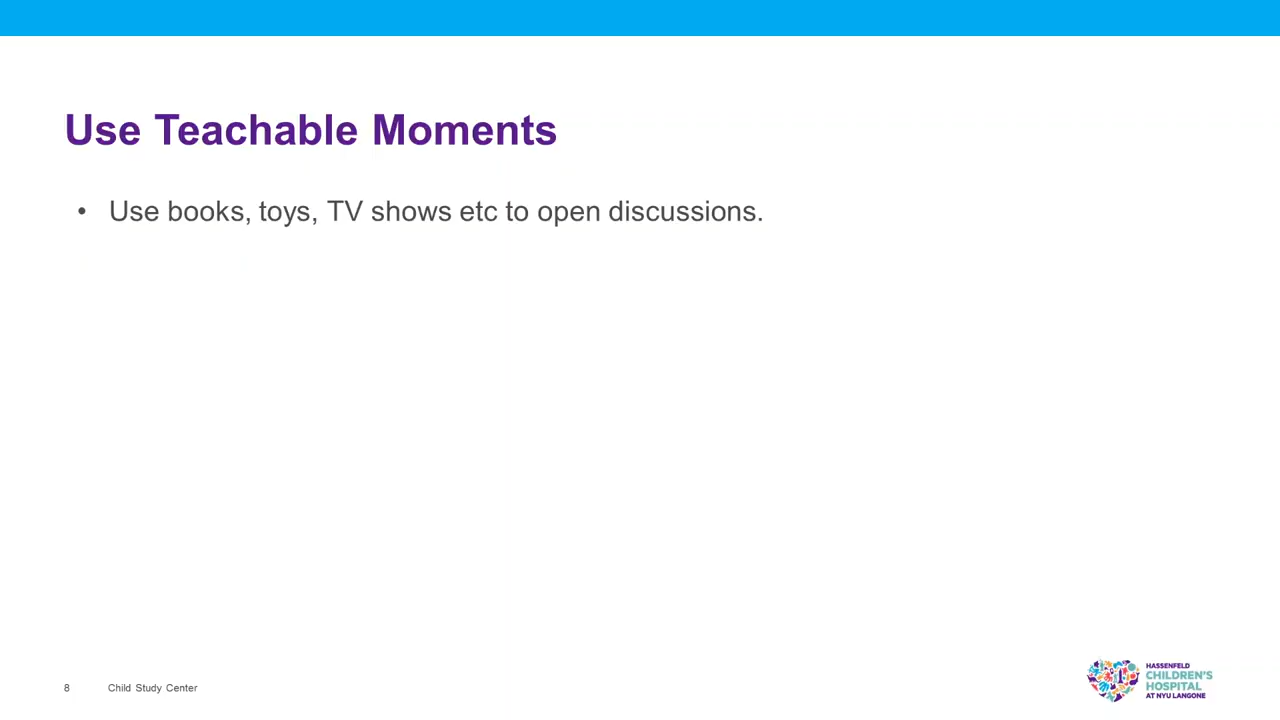 Use Teachable Moments
• Use books, toys, TV shows etc to open discussions.
8 Child Study Center
HASSENFELD
CHILDREN'S
HOSPITAL
AT NYU LANGONE